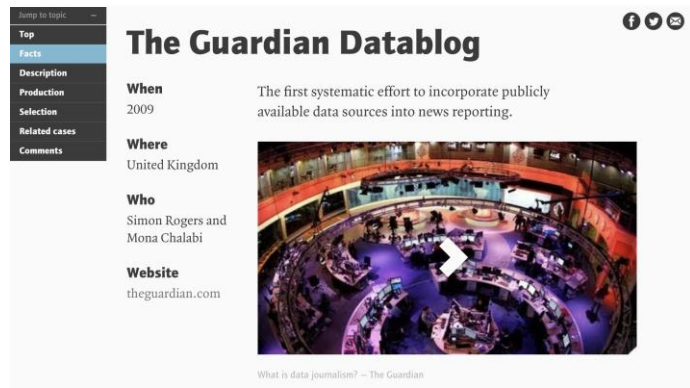 Jump to topic –
Top
Facts
Description
Production
Selection
Related cases
Comments
The Guardian Datablog
When
2009
Where
United Kingdom
Who
Simon Rogers and
Mona Chalabi
Website
theguardian.com
The first systematic effort to incorporate publicly
available data sources into news reporting.
What is data journalism? – The Guardian